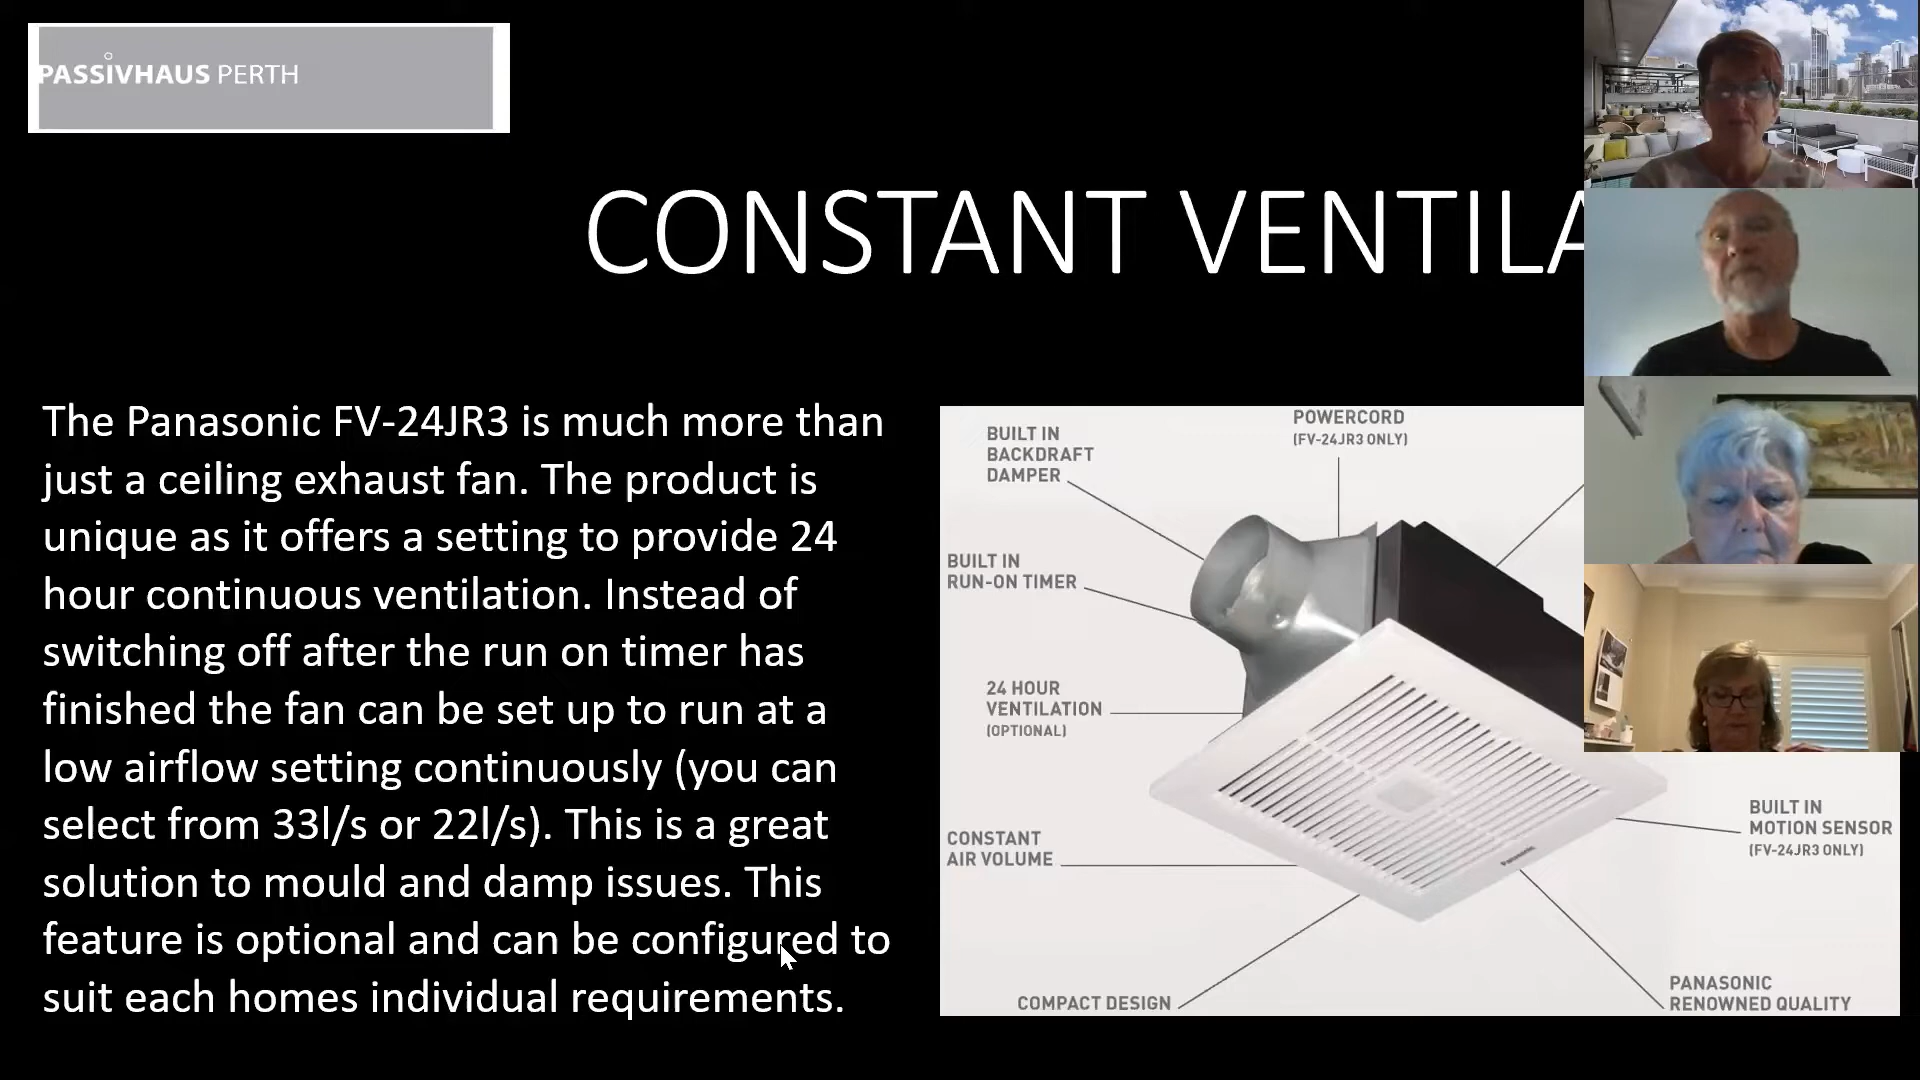 PASSIVHAUS PERTH
CONSTANT VENTILA
The Panasonic FV-24JR3 is much more than
just a ceiling exhaust fan. The product is
unique as it offers a setting to provide 24
hour continuous ventilation. Instead of
switching off after the run on timer has
finished the fan can be set up to run at a
low airflow setting continuously (you can
select from 33l/s or 22l/s). This is a great
solution to mould and damp issues. This
feature is optional and can be configured to
suit each homes individual requirements.
POWERCORD
(FV-24JR3 ONLY)
BUILT IN
BACKDRAFT
DAMPER
BUILT IN
RUN-ON TIMER
24 HOUR
VENTILATION
(OPTIONAL)
CONSTANT
AIR VOLUME
COMPACT DESIGN
BUILT IN
MOTION SENSOR
(FV-24JR3 ONLY)
PANASONIC
RENOWNED QUALITY
Panasonic